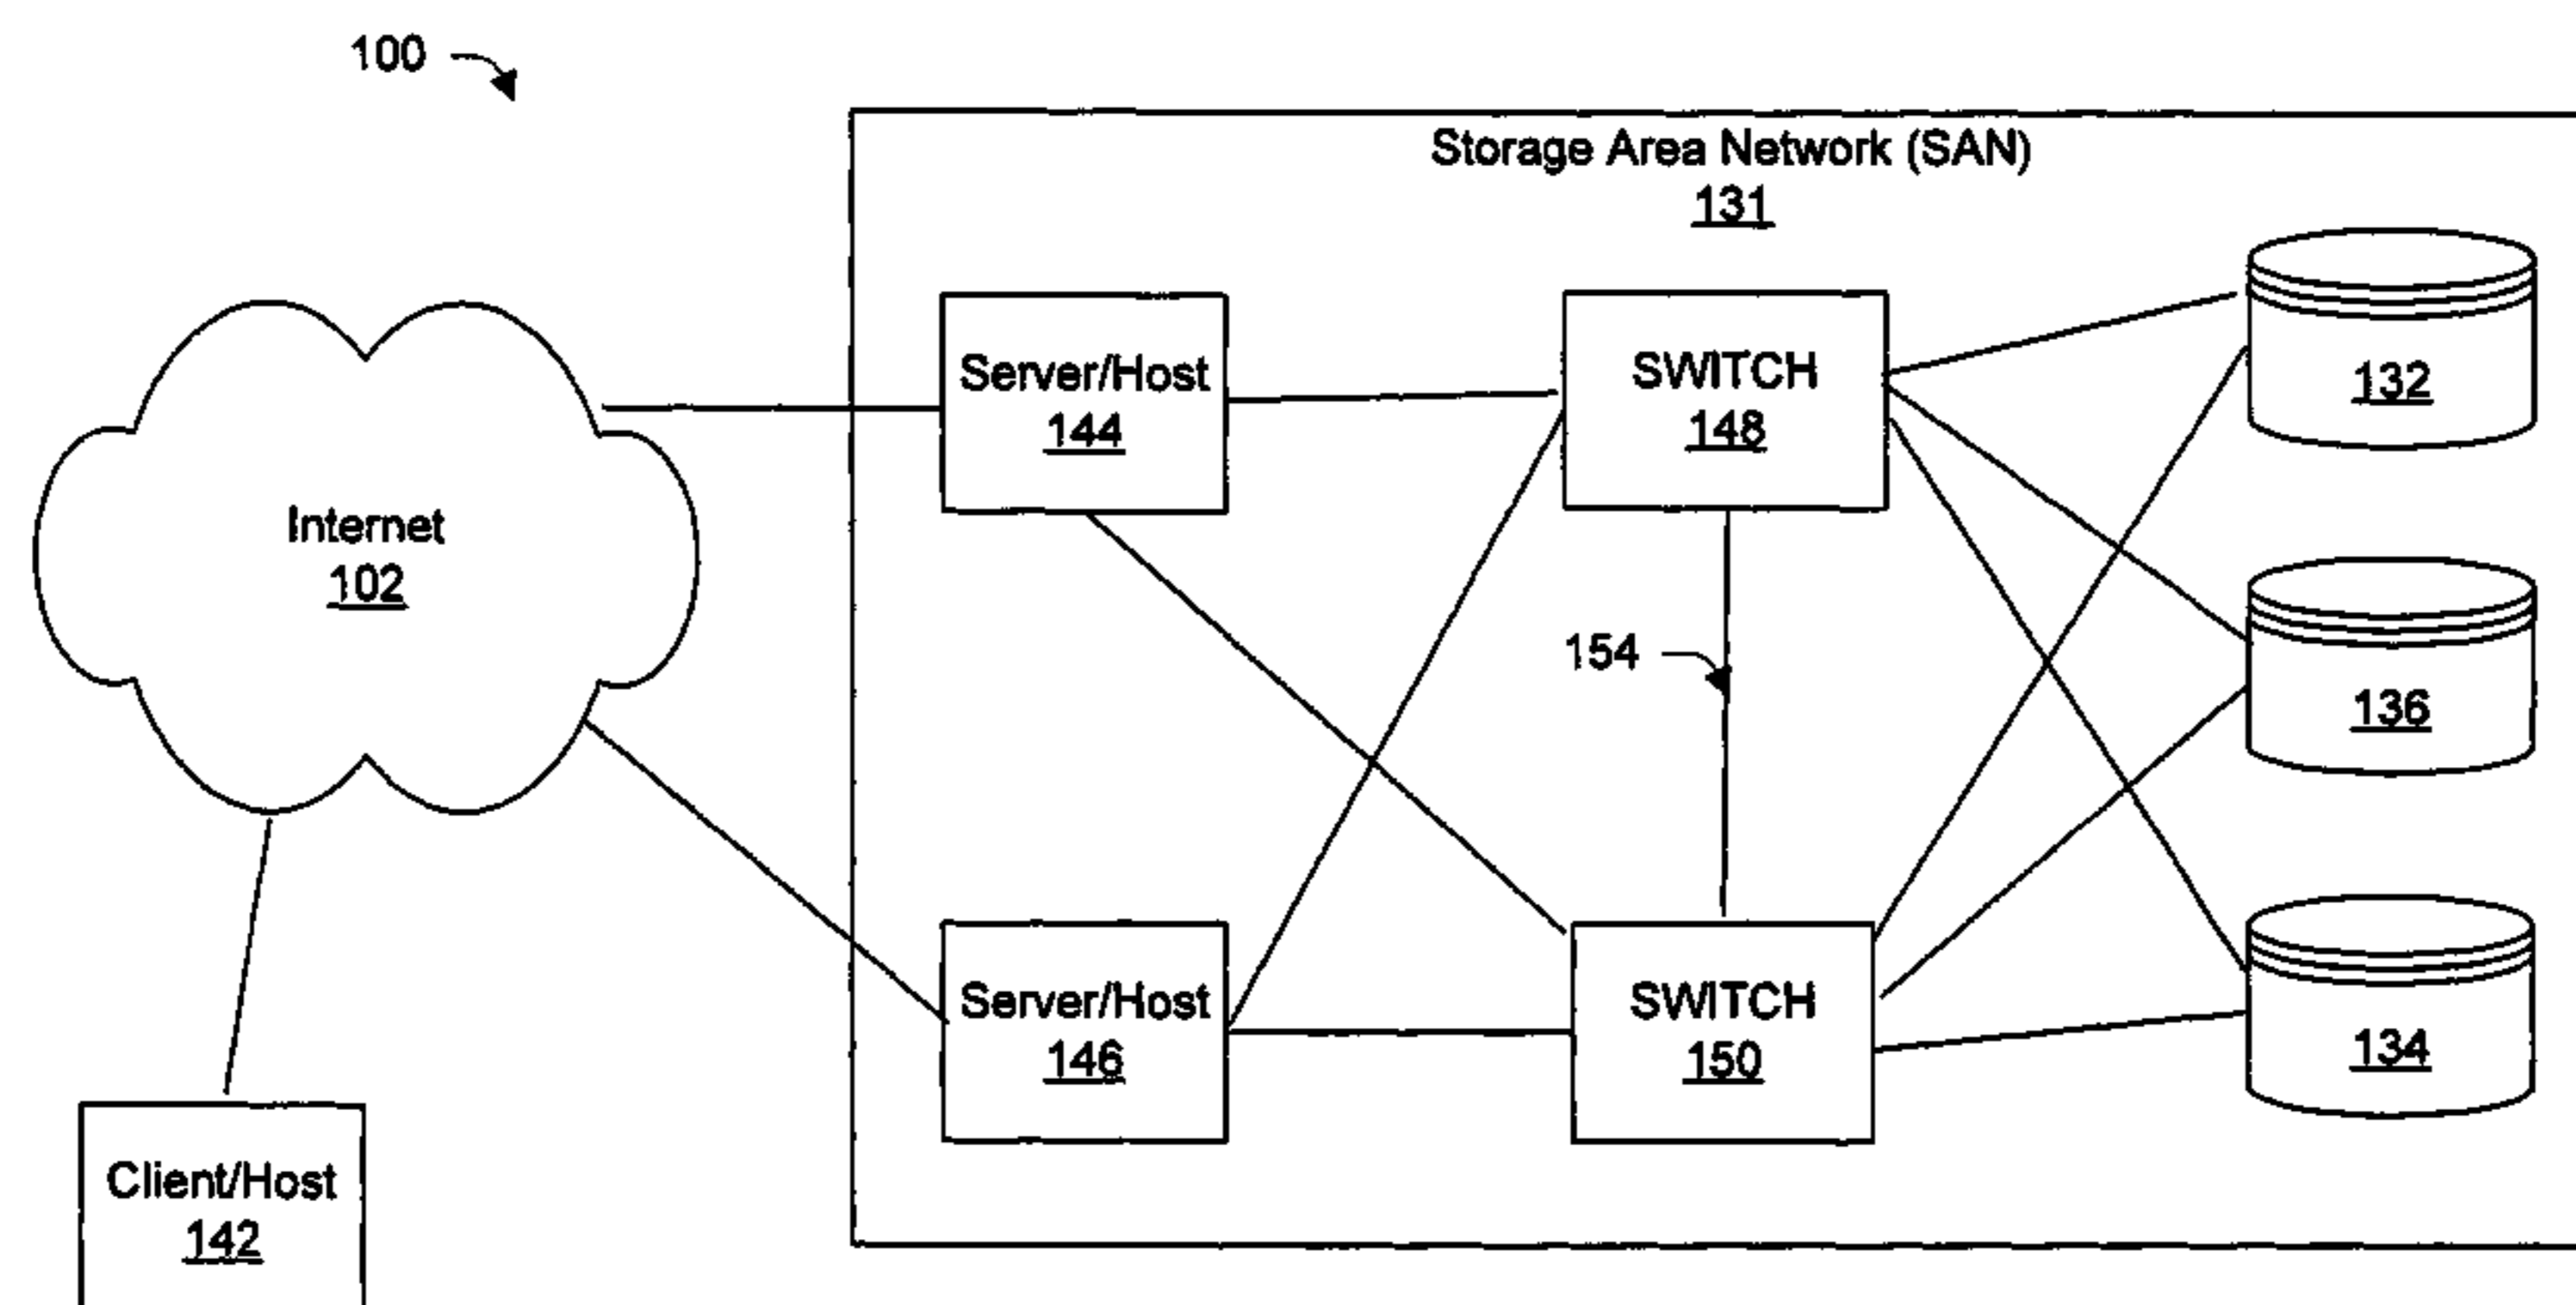 100
Storage Area Network (SAN)
131
Server/Host
144
SWITCH
148
132
Internet
102
154
136
Server/Host
146
SWITCH
150
134
Client/Host
142